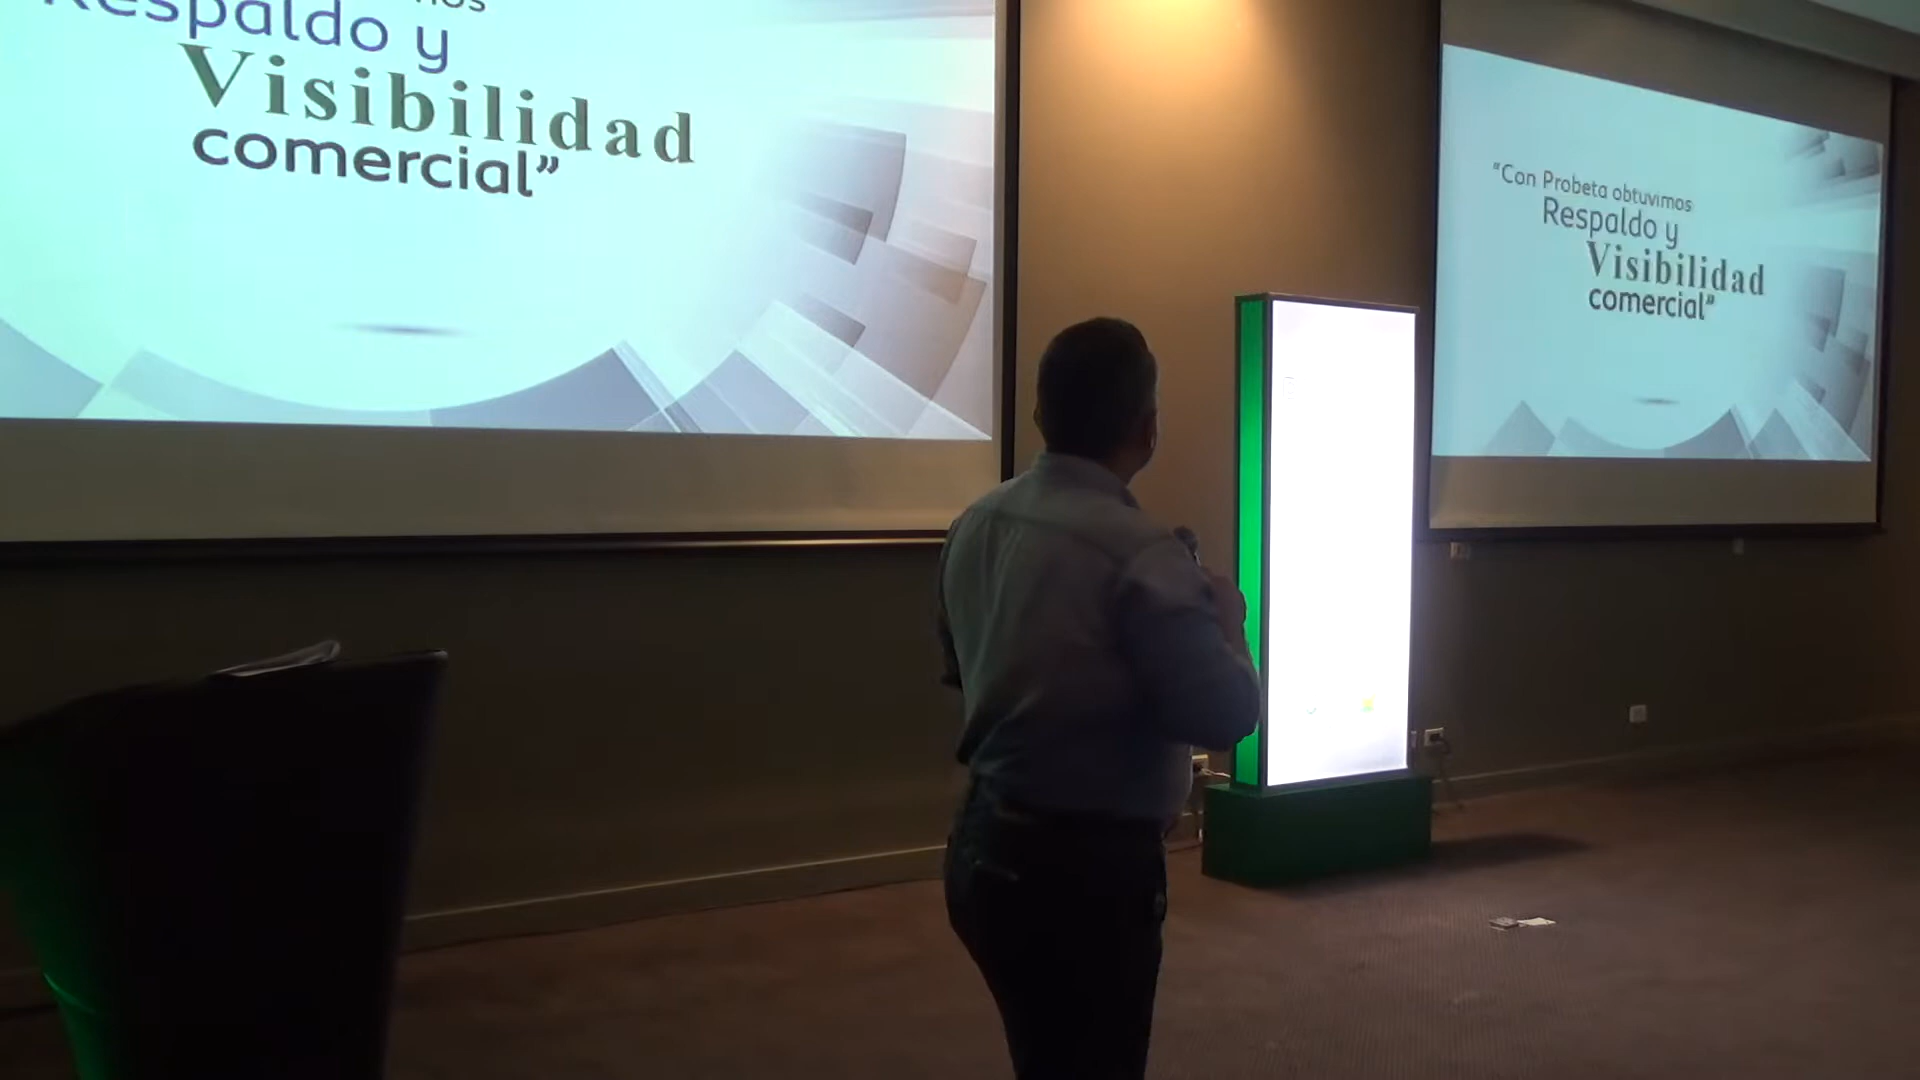 Respaldo y
Visibilidad
comercial”
“Con Probeta obtuvimos
Respaldo y
Visibilidad
comercial”